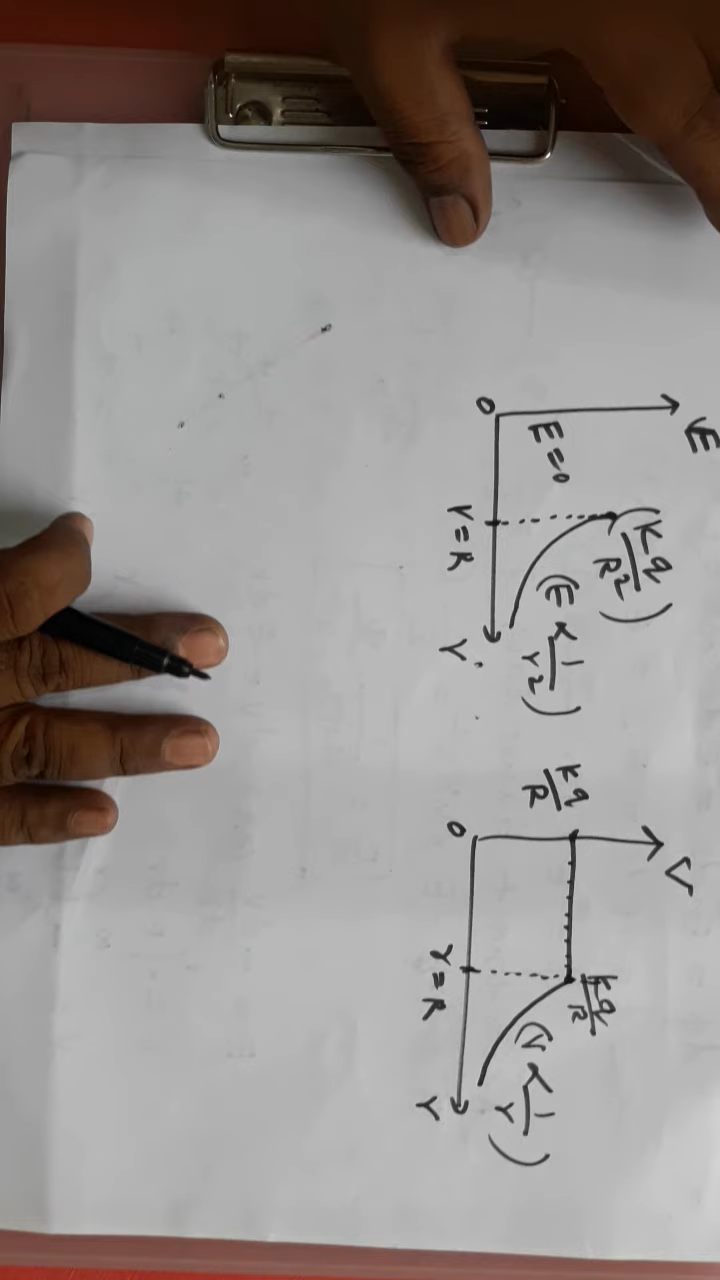 E
(Kq/R2)
E=0
(E ∝ 1/r2)
0
r=R
r
V
Kq/R
Kq/R
(V ∝ 1/r)
0
r=R
r